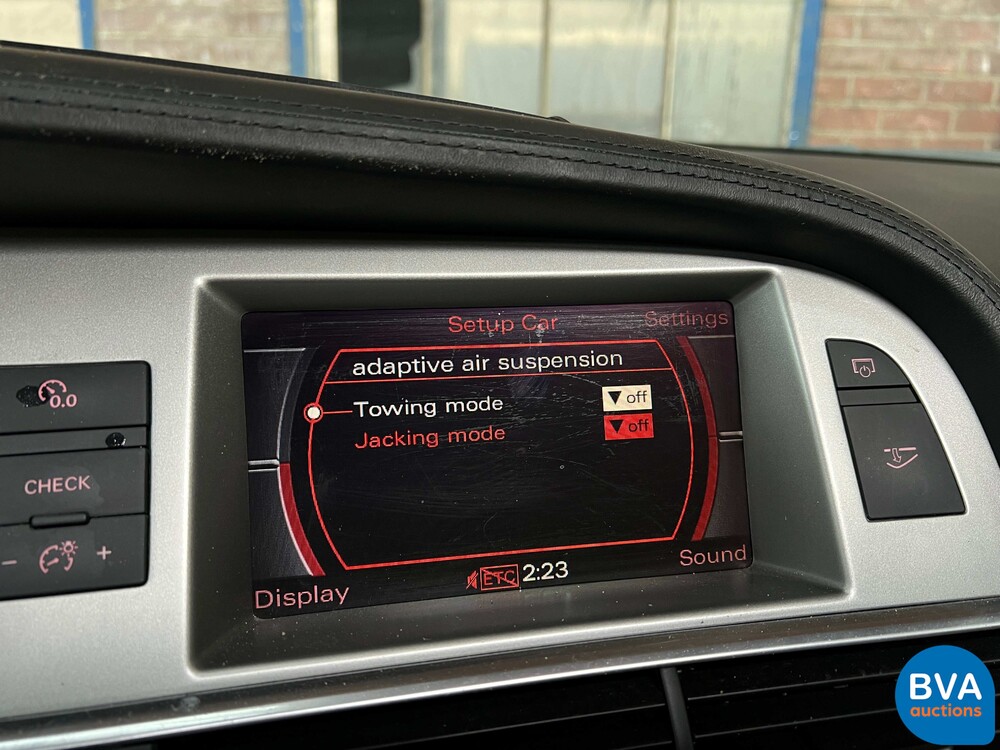 Setup Car
Settings
adaptive air suspension
Towing mode ▼ off
Jacking mode ▼ off
0.0
CHECK
- +
Display
ETC 2:23
Sound
BVA
auctions